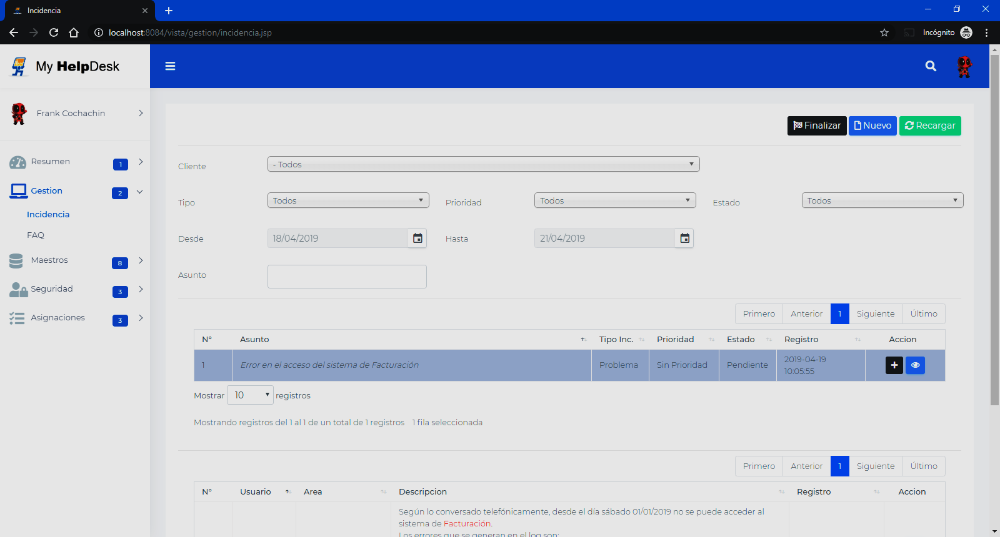 Incidencia
localhost:8084/vista/gestion/incidencia.jsp
Incógnito
My HelpDesk
Frank Cochachin
Resumen 1
Gestion 2
Incidencia
FAQ
Maestros 8
Seguridad 3
Asignaciones 3
Finalizar Nuevo Recargar
Cliente - Todos
Tipo Todos Prioridad Todos Estado Todos
Desde 18/04/2019 Hasta 21/04/2019
Asunto
Primero Anterior 1 Siguiente Último
N° Asunto Tipo Inc. Prioridad Estado Registro Accion
1 Error en el acceso del sistema de Facturación Problema Sin Prioridad Pendiente 2019-04-19
10:05:55
Mostrar 10 registros
Mostrando registros del 1 al 1 de un total de 1 registros 1 fila seleccionada
Primero Anterior 1 Siguiente Último
N° Usuario Area Descripcion Registro Accion
Según lo conversado telefónicamente, desde el día sábado 01/01/2019 no se puede acceder al
sistema de Facturación.
Los errores que se generan en el log son: